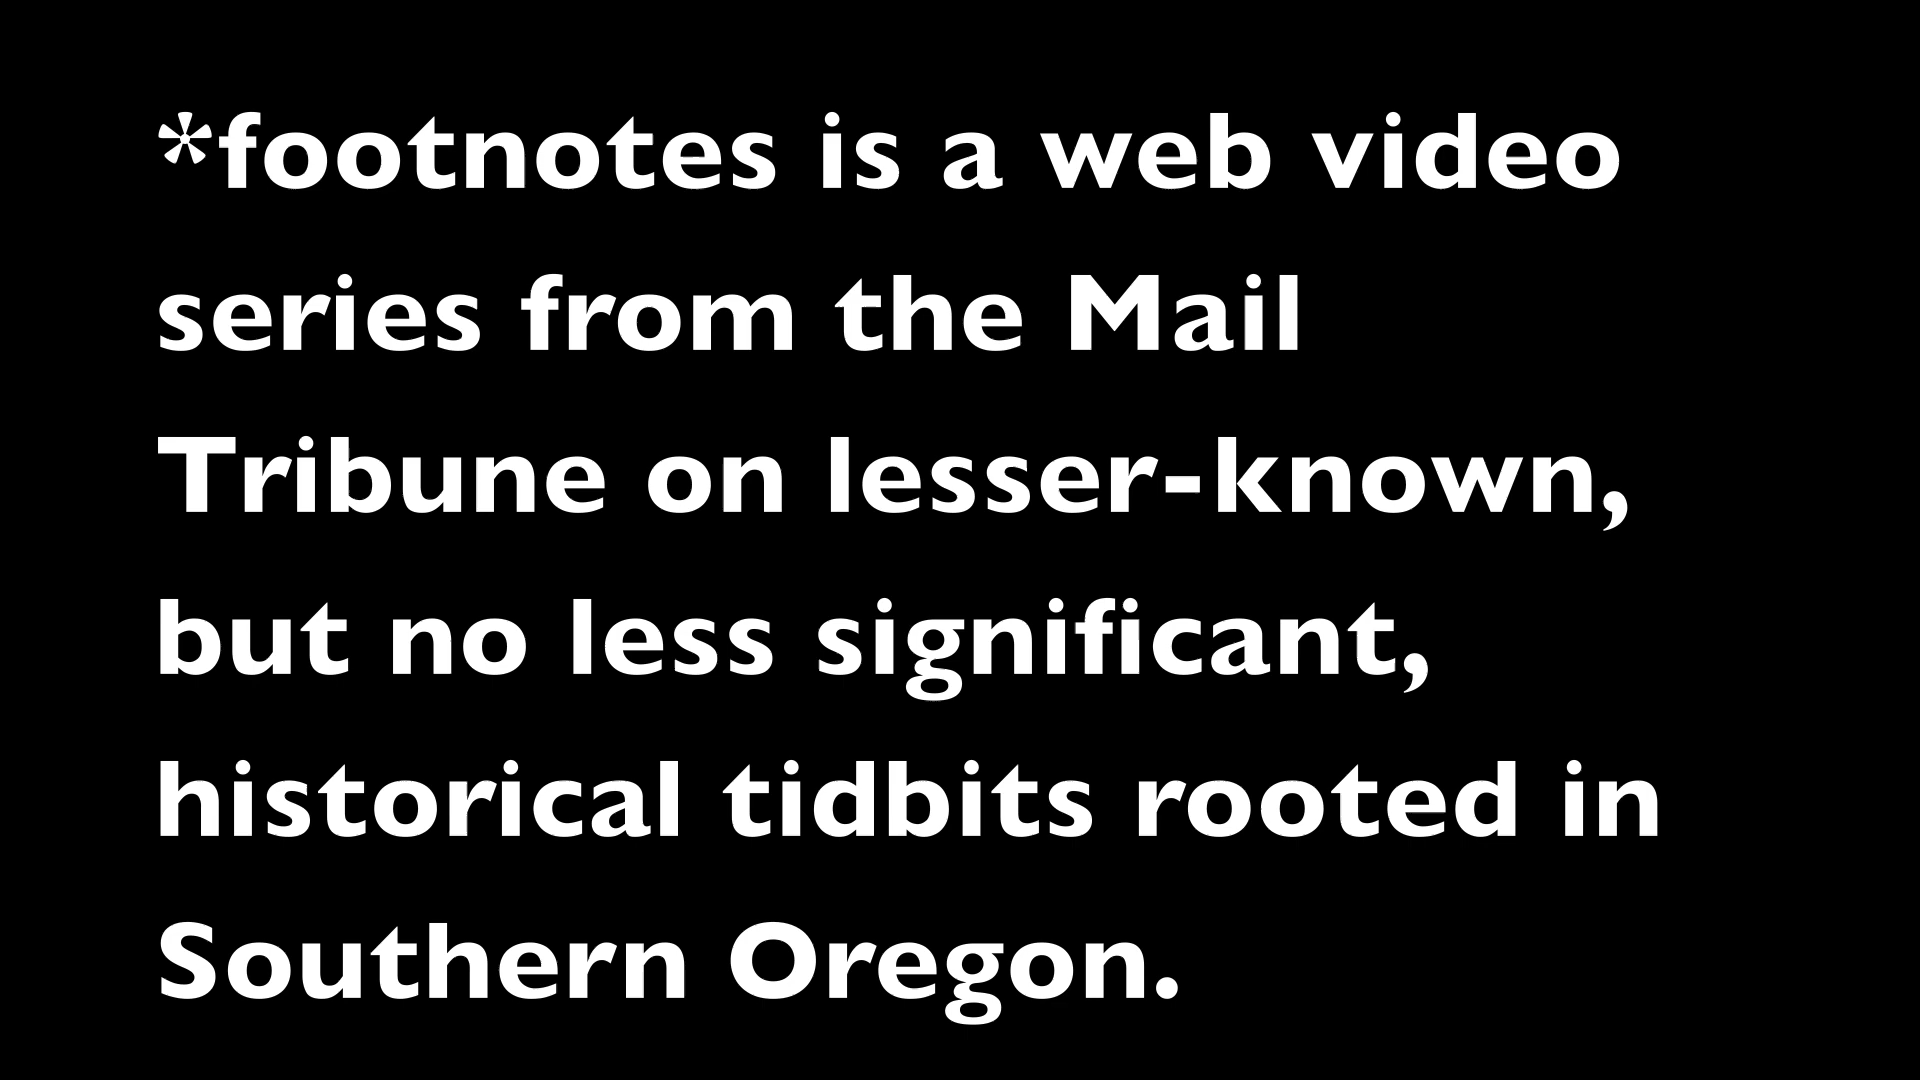 *footnotes is a web video
series from the Mail
Tribune on lesser-known,
but no less significant,
historical tidbits rooted in
Southern Oregon.